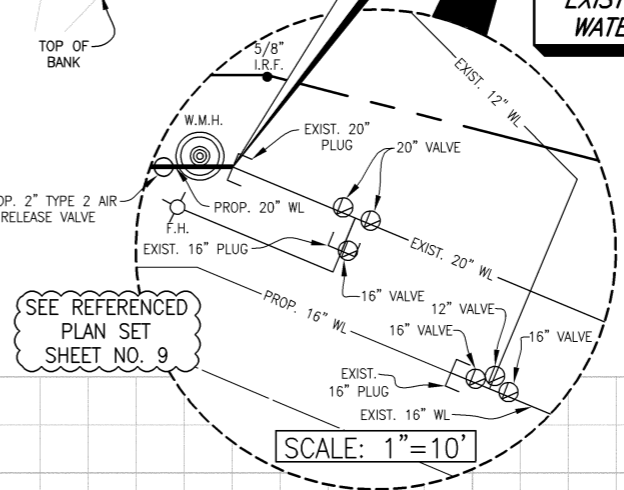 TOP OF
BANK
5/8"
I.R.F.
EXIST
WATE
W.M.H.
EXIST. 12" WL
EXIST. 20"
PLUG
20" VALVE
OP. 2" TYPE 2 AIR
RELEASE VALVE
PROP. 20" WL
F.H.
EXIST. 16" PLUG
EXIST. 20" WL
16" VALVE
PROP. 16" WL
12" VALVE
16" VALVE
16" VALVE
SEE REFERENCED
PLAN SET
SHEET NO. 9
EXIST.
16" PLUG
EXIST. 16" WL
SCALE: 1"=10'